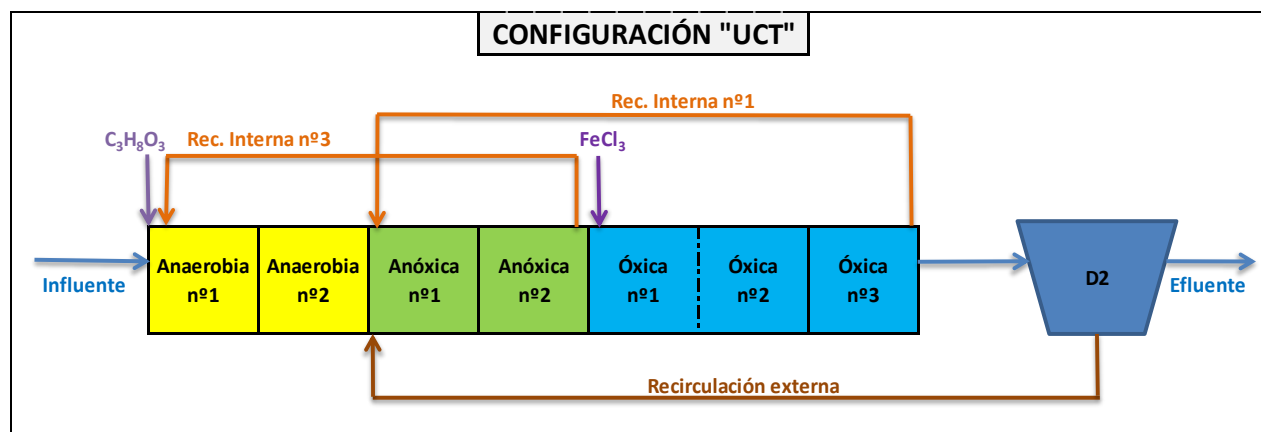 CONFIGURACIÓN "UCT"
Rec. Interna nº1
C₃H₈O₃
Rec. Interna nº3
FeCl₃
Influente
Anaerobia
nº1
Anaerobia
nº2
Anóxica
nº1
Anóxica
nº2
Óxica
nº1
Óxica
nº2
Óxica
nº3
D2
Efluente
Recirculación externa